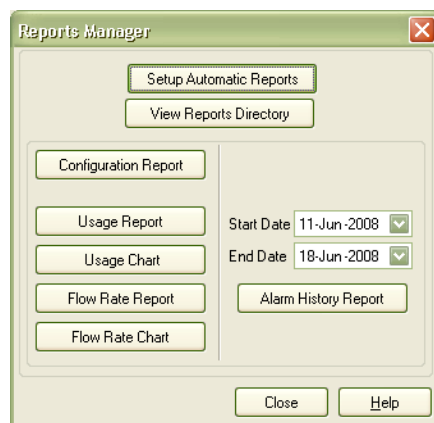 Reports Manager
Setup Automatic Reports
View Reports Directory
Configuration Report
Usage Report
Usage Chart
Flow Rate Report
Flow Rate Chart
Start Date 11-Jun-2008
End Date 18-Jun-2008
Alarm History Report
Close
Help